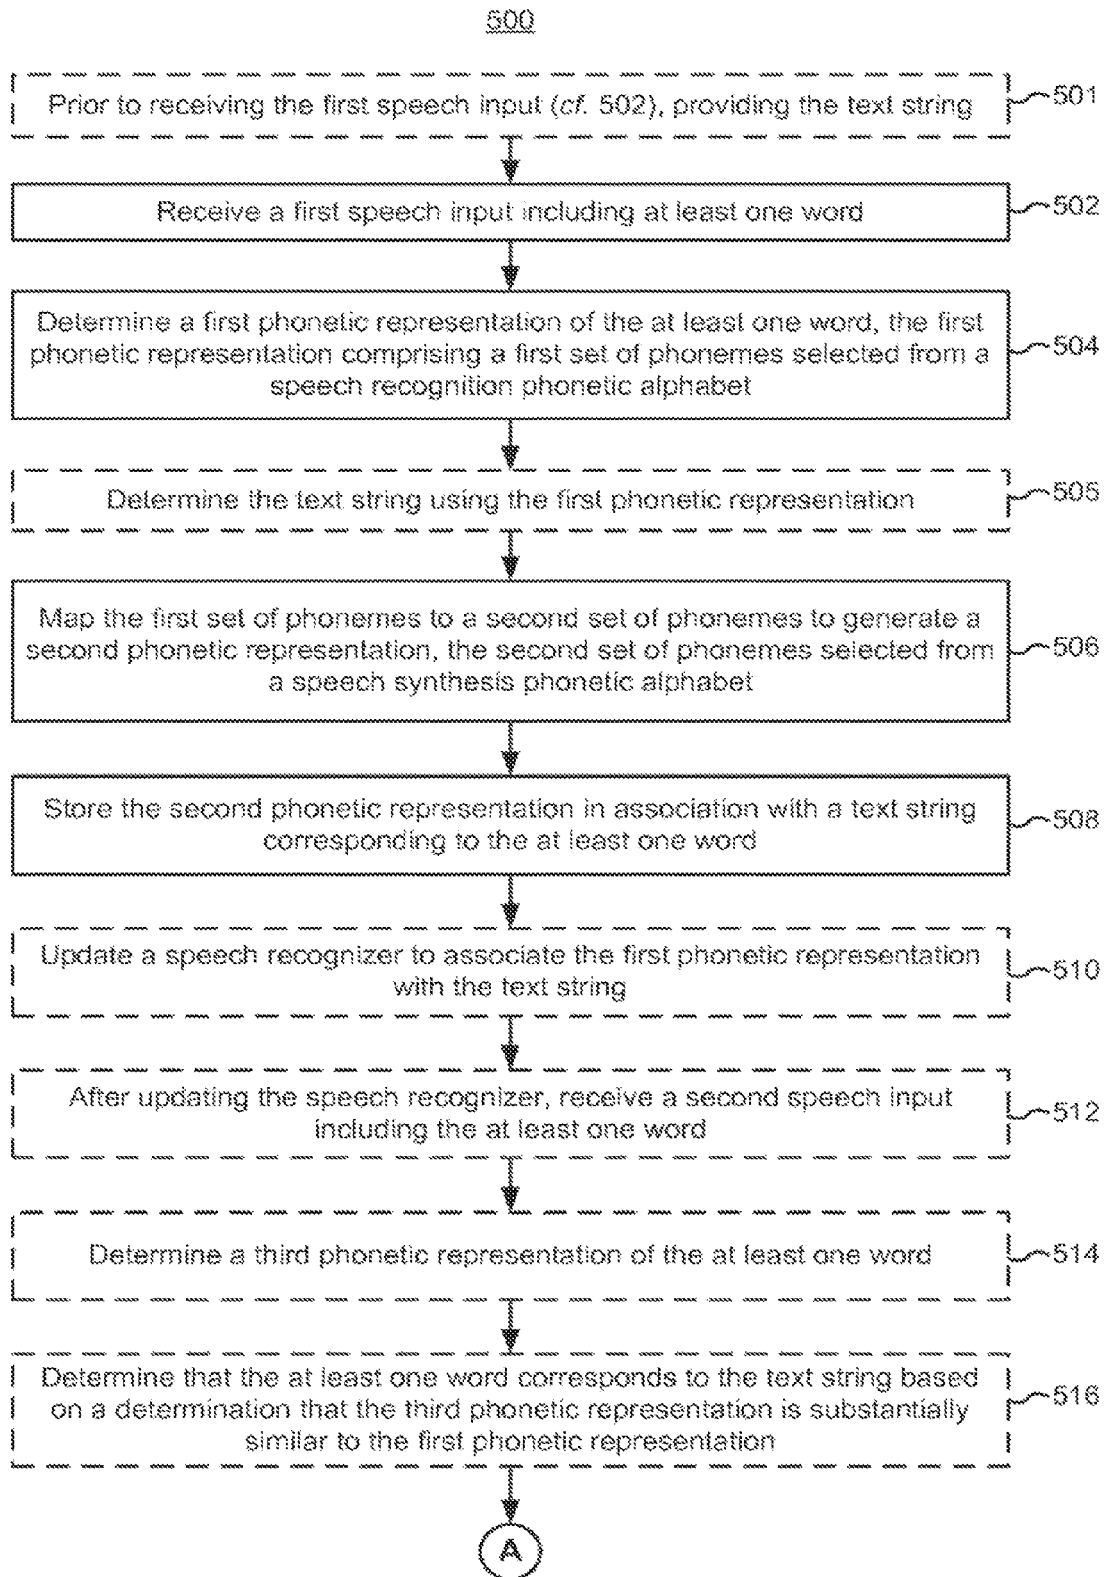 500
Prior to receiving the first speech input (cf. 502), providing the text string
501
Receive a first speech input including at least one word
502
Determine a first phonetic representation of the at least one word, the first
phonetic representation comprising a first set of phonemes selected from a
speech recognition phonetic alphabet
504
Determine the text string using the first phonetic representation
505
Map the first set of phonemes to a second set of phonemes to generate a
second phonetic representation, the second set of phonemes selected from
a speech synthesis phonetic alphabet
506
Store the second phonetic representation in association with a text string
corresponding to the at least one word
508
Update a speech recognizer to associate the first phonetic representation
with the text string
510
After updating the speech recognizer, receive a second speech input
including the at least one word
512
Determine a third phonetic representation of the at least one word
514
Determine that the at least one word corresponds to the text string based
on a determination that the third phonetic representation is substantially
similar to the first phonetic representation
516
A